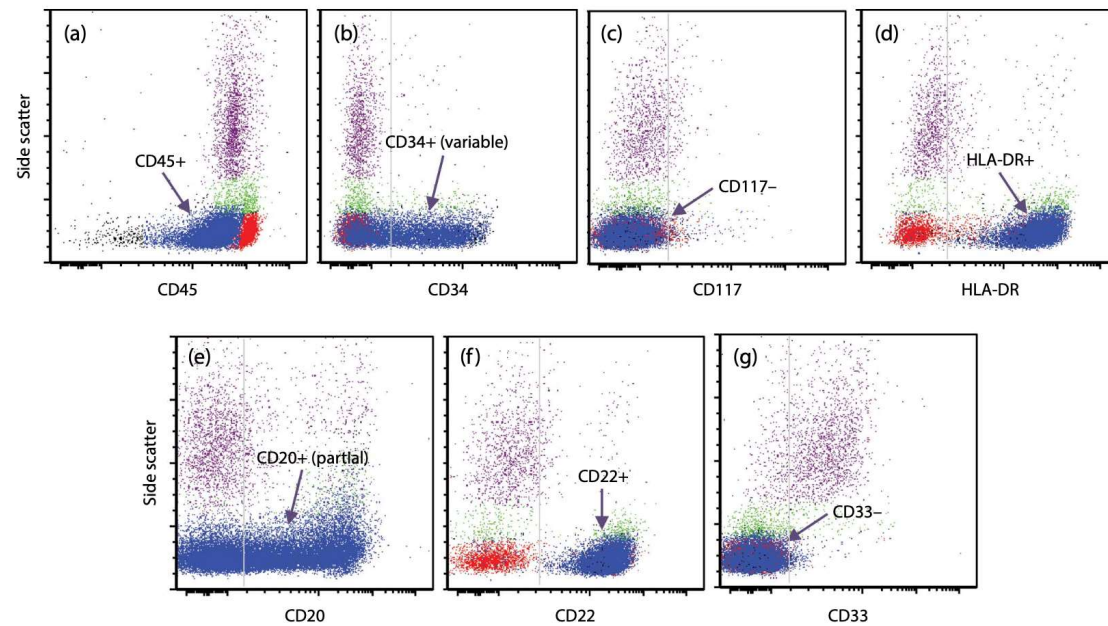 (a)
(b)
(c)
(d)
Side scatter
CD45+
CD34+ (variable)
CD117–
HLA-DR+
CD45
CD34
CD117
HLA-DR
(e)
(f)
(g)
Side scatter
CD20+ (partlal)
CD22+
CD33–
CD20
CD22
CD33